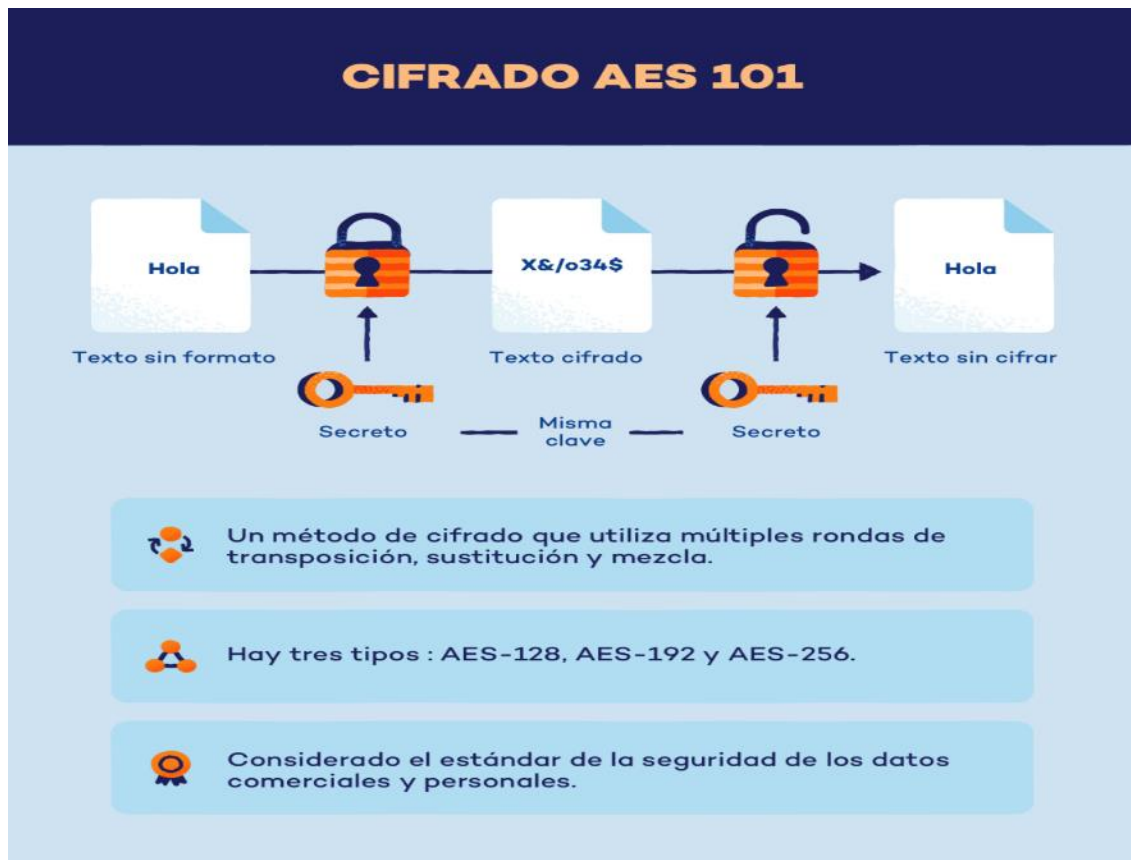 CIFRADO AES 101
Hola
X&/o34$
Hola
Texto sin formato
Texto cifrado
Texto sin cifrar
Secreto
Misma
clave
Secreto
Un método de cifrado que utiliza múltiples rondas de
transposición, sustitución y mezcla.
Hay tres tipos : AES-128, AES-192 y AES-256.
Considerado el estándar de la seguridad de los datos
comerciales y personales.